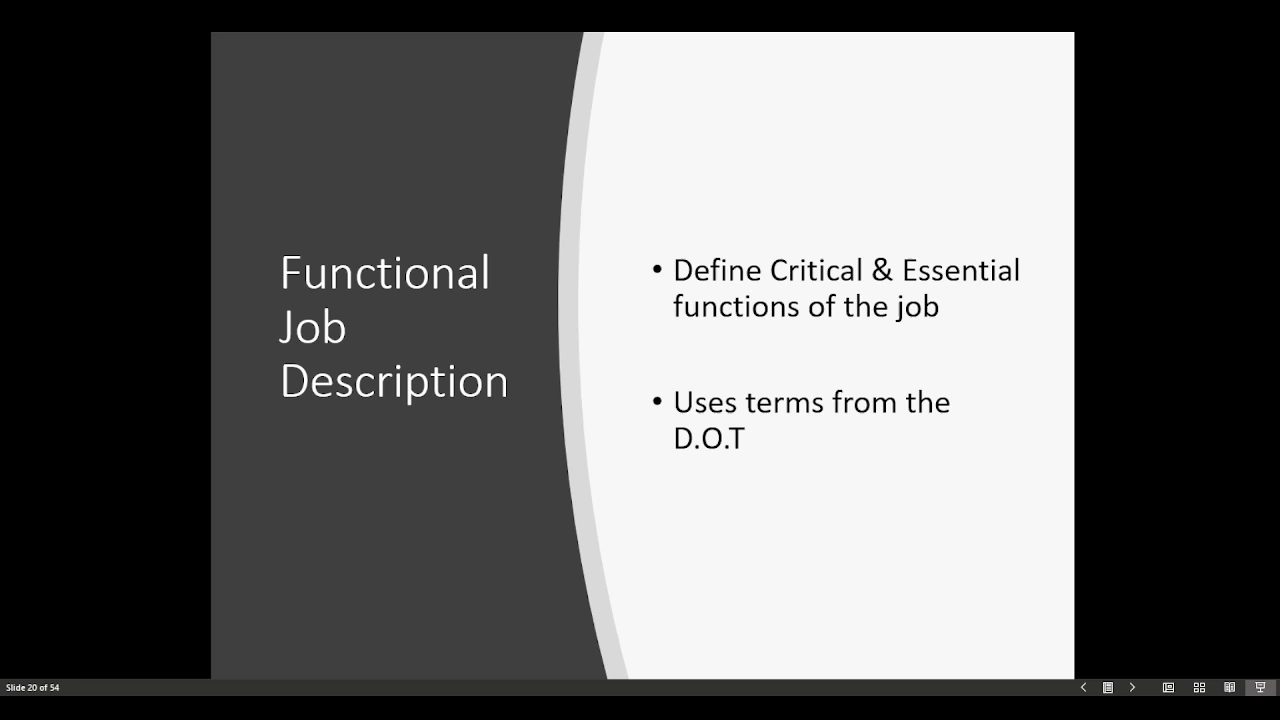 Functional
Job
Description
• Define Critical & Essential
functions of the job
• Uses terms from the
D.O.T
Slide 20 of 54